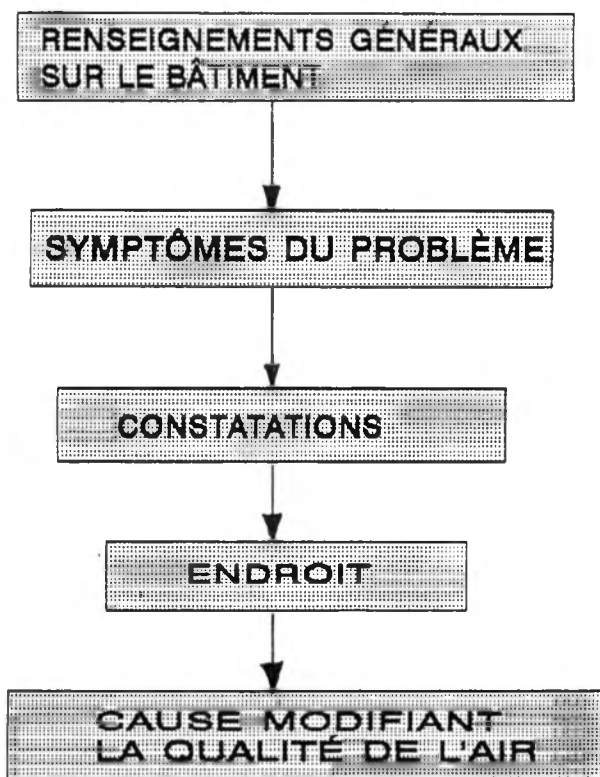 RENSEIGNEMENTS GÉNÉRAUX
SUR LE BÂTIMENT
SYMPTÔMES DU PROBLÈME
CONSTATATIONS
ENDROIT
CAUSE MODIFIANT
LA QUALITÉ DE L'AIR